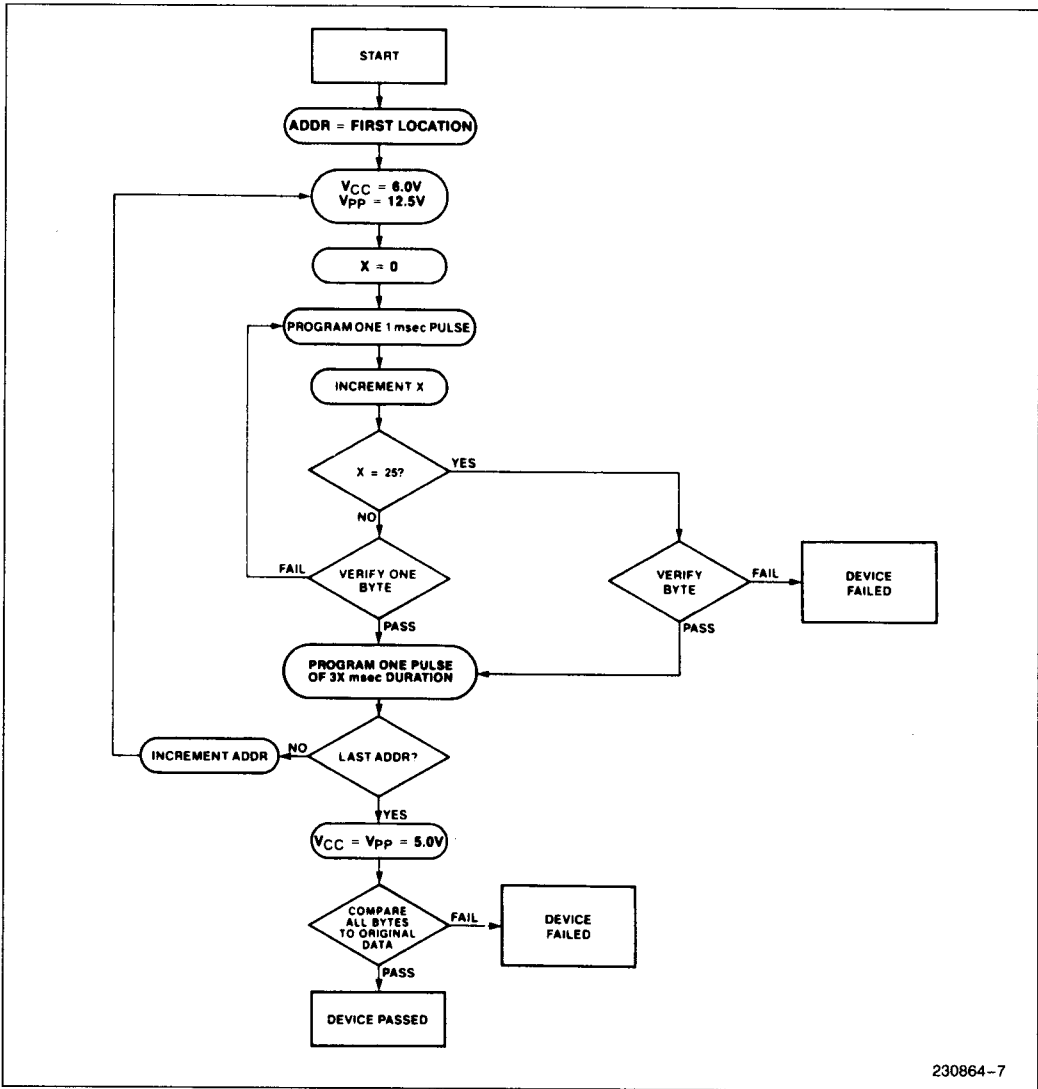 START
ADDR = FIRST LOCATION
VCC = 6.0V
VPP = 12.5V
X = 0
PROGRAM ONE 1 msec PULSE
INCREMENT X
X = 25?
YES
NO
VERIFY ONE
BYTE
FAIL
PASS
VERIFY
BYTE
FAIL
PASS
DEVICE
FAILED
PROGRAM ONE PULSE
OF 3X msec DURATION
LAST ADDR?
NO
INCREMENT ADDR
YES
VCC = VPP = 5.0V
COMPARE
ALL BYTES
TO ORIGINAL
DATA
FAIL
DEVICE
FAILED
PASS
DEVICE PASSED
230864-7